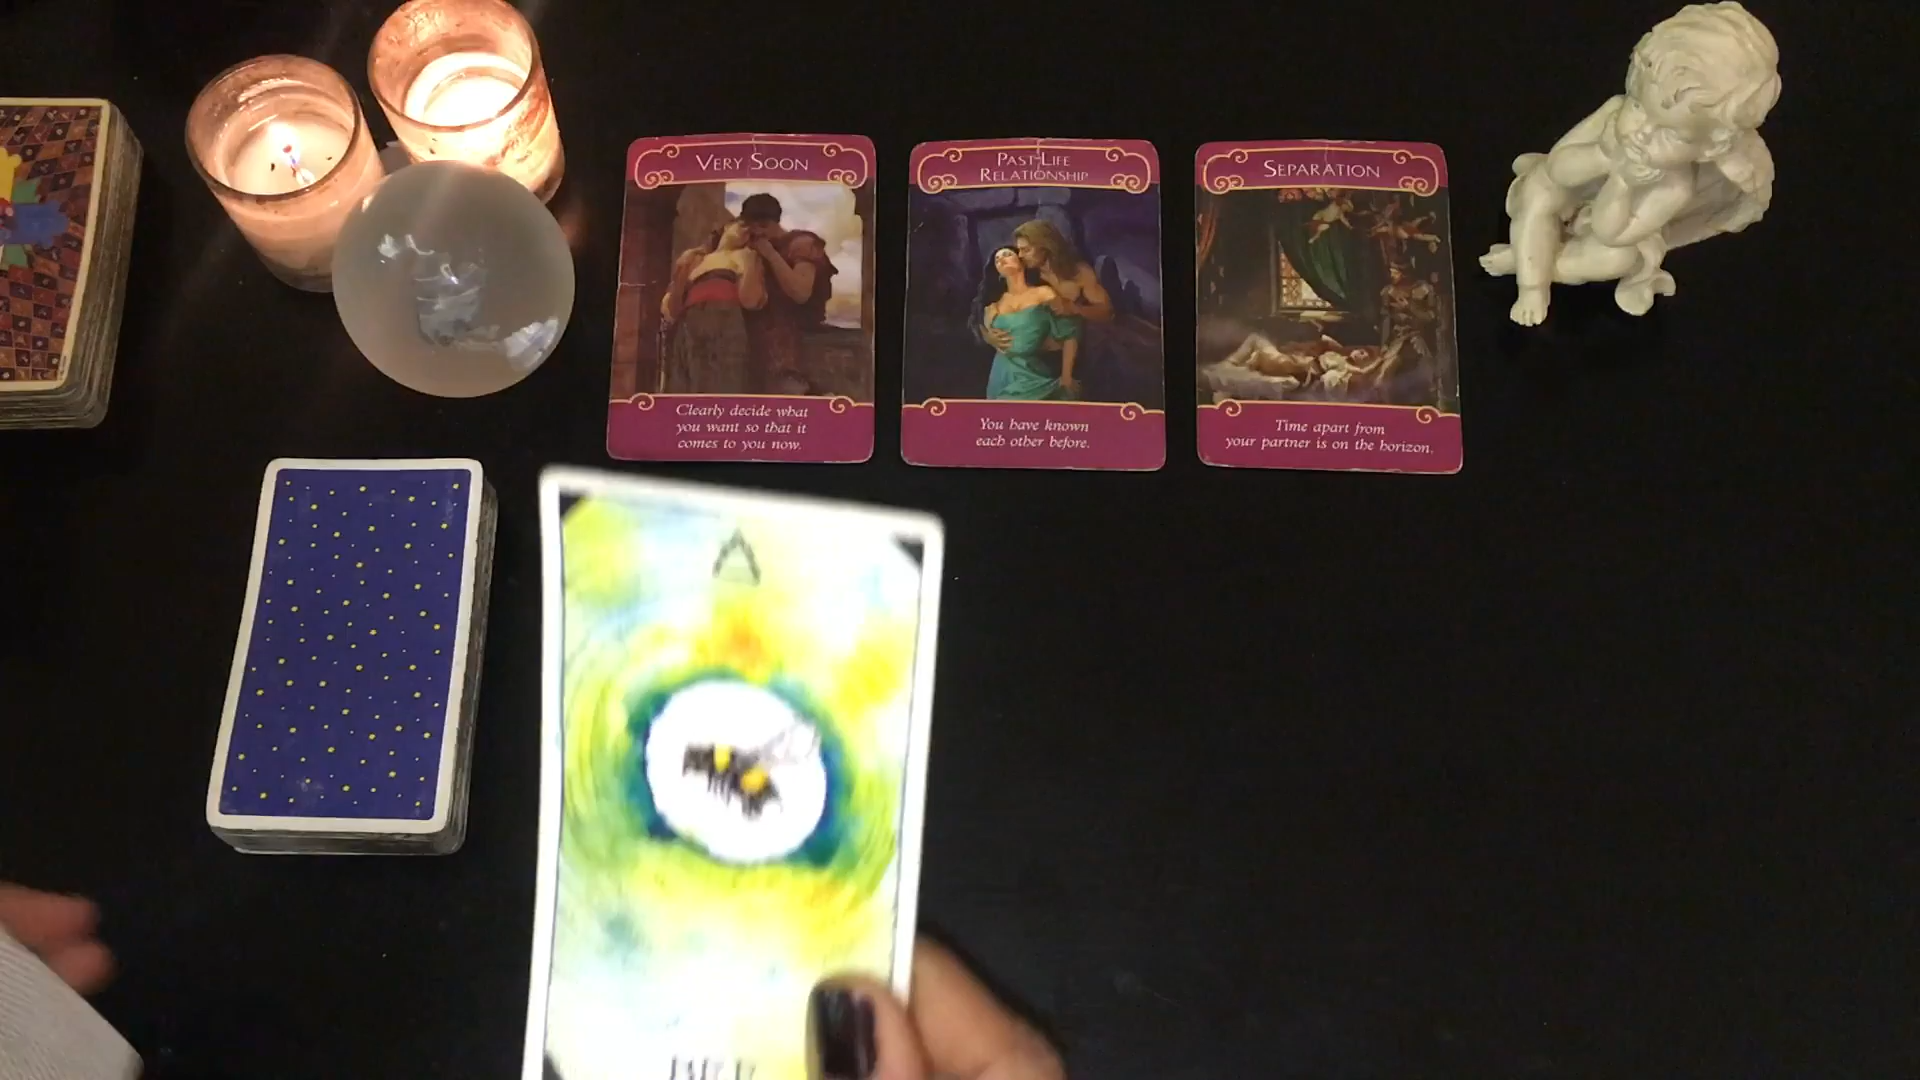 VERY SOON
Clearly decide what
you want so that it
comes to you now.
PAST-LIFE
RELATIONSHIP
You have known
each other before.
SEPARATION
Time apart from
your partner is on the horizon.